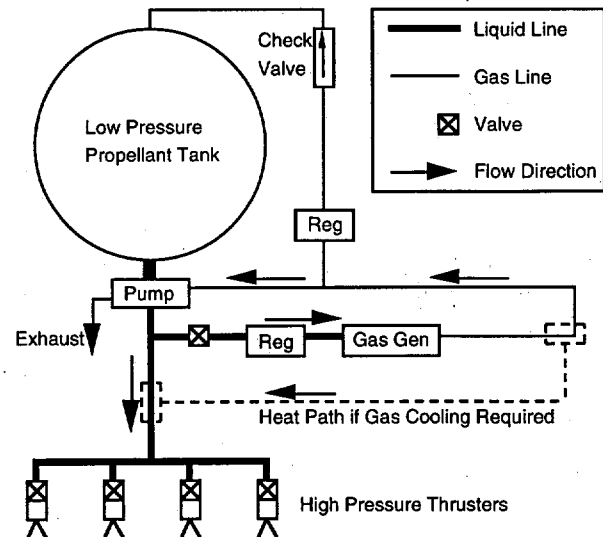 Check
Valve
Low Pressure
Propellant Tank
Liquid Line
Gas Line
Valve
Flow Direction
Reg
Pump
Exhaust
Reg
Gas Gen
Heat Path if Gas Cooling Required
High Pressure Thrusters